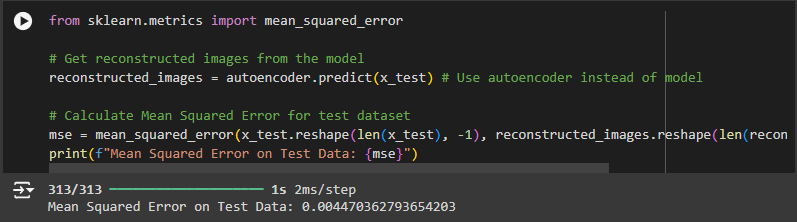 from sklearn.metrics import mean_squared_error
# Get reconstructed images from the model
reconstructed_images = autoencoder.predict(x_test) # Use autoencoder instead of model
# Calculate Mean Squared Error for test dataset
mse = mean_squared_error(x_test.reshape(len(x_test), -1), reconstructed_images.reshape(len(recon
print(f"Mean Squared Error on Test Data: {mse}")
313/313 ━━━━━━━━━━━━━━━━━━━━ 1s 2ms/step
Mean Squared Error on Test Data: 0.004470362793654203